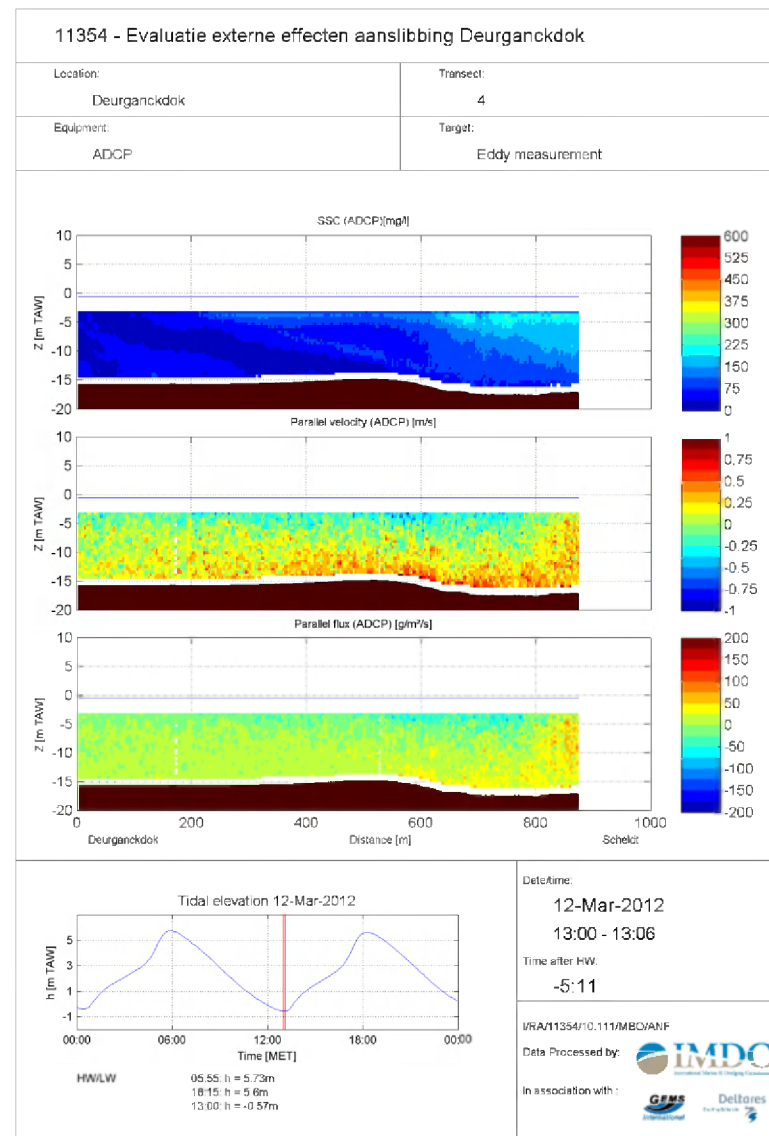 11354 - Evaluatie externe effecten aanslibbing Deurganckdok
Location: Transect:
Deurganckdok 4
Equipment: Target:
ADCP Eddy measurement
SSC (ADCP)[mg/l]
10
5
0
-5
-10
-15
-20
Z [m TAW]
600
525
450
375
300
225
150
75
0
Parallel velocity (ADCP) [m/s]
10
5
0
-5
-10
-15
-20
Z [m TAW]
1
0.75
0.5
0.25
0
-0.25
-0.5
-0.75
-1
Parallel flux (ADCP) [g/m²/s]
10
5
0
-5
-10
-15
-20
Z [m TAW]
200
150
100
50
0
-50
-100
-150
-200
0 200 400 600 800 1000
Deurganckdok Distance [m] Scheldt
Tidal elevation 12-Mar-2012
h [m TAW]
5
3
1
-1
00:00 06:00 12:00 18:00 00:00
Time [MET]
HW/LW 05:55: h = 5.73m
18:15: h = 5.6m
13:00: h = -0.57m
Date/time:
12-Mar-2012
13:00 - 13:06
Time after HW:
-5:11
I/RA/11354/10.111/MBO/ANF
Data Processed by: IMDC
In association with : GEMS International Deltares